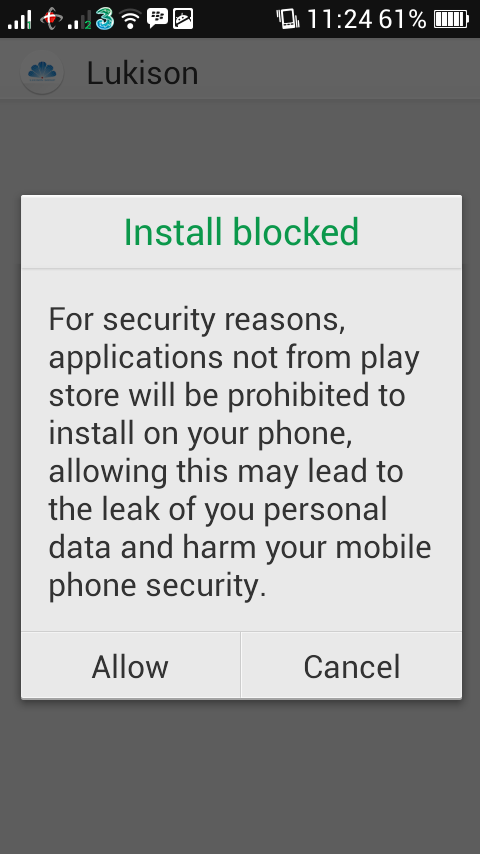 11:24 61%
Lukison
Install blocked
For security reasons,
applications not from play
store will be prohibited to
install on your phone,
allowing this may lead to
the leak of you personal
data and harm your mobile
phone security.
Allow Cancel